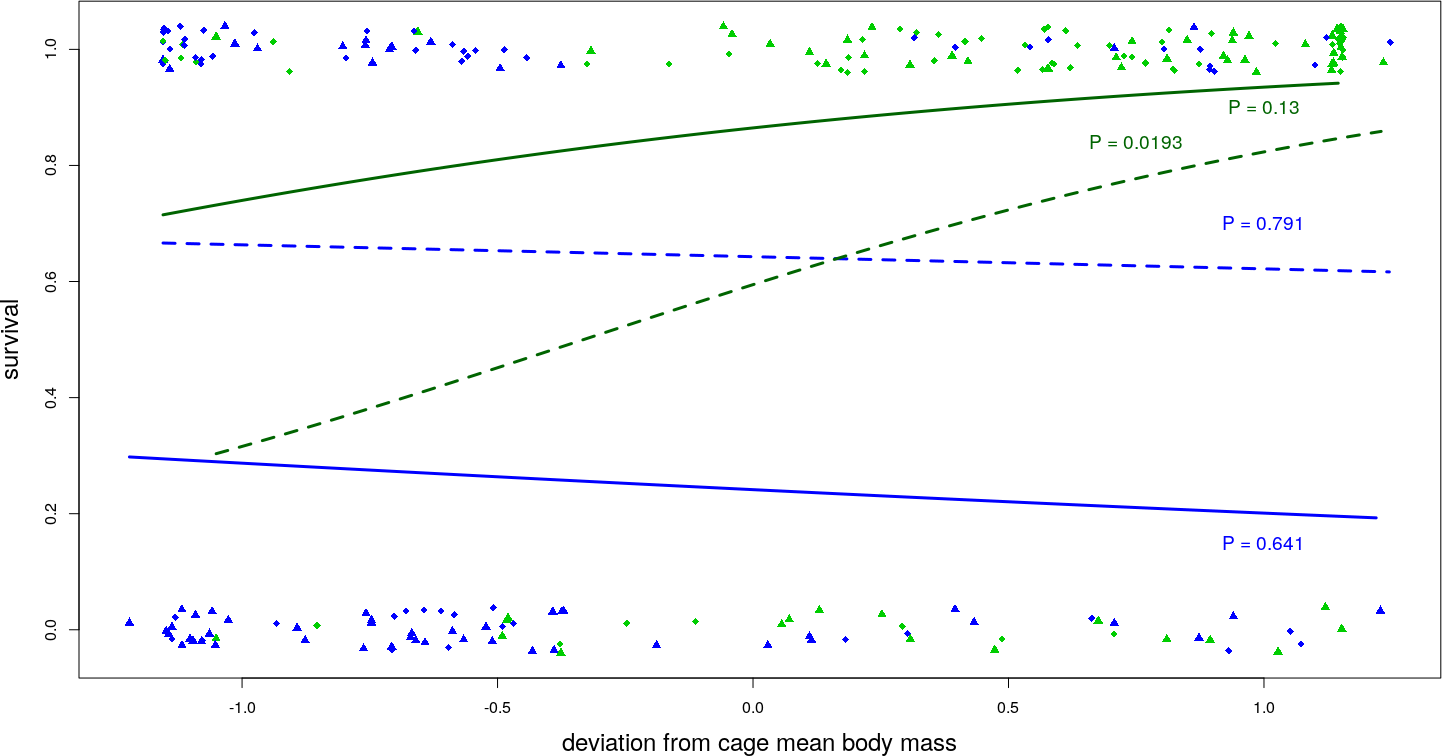 1.0
P = 0.13
P = 0.0193
0.8
P = 0.791
0.6
survival
0.4
0.2
P = 0.641
0.0
-1.0 -0.5 0.0 0.5 1.0
deviation from cage mean body mass